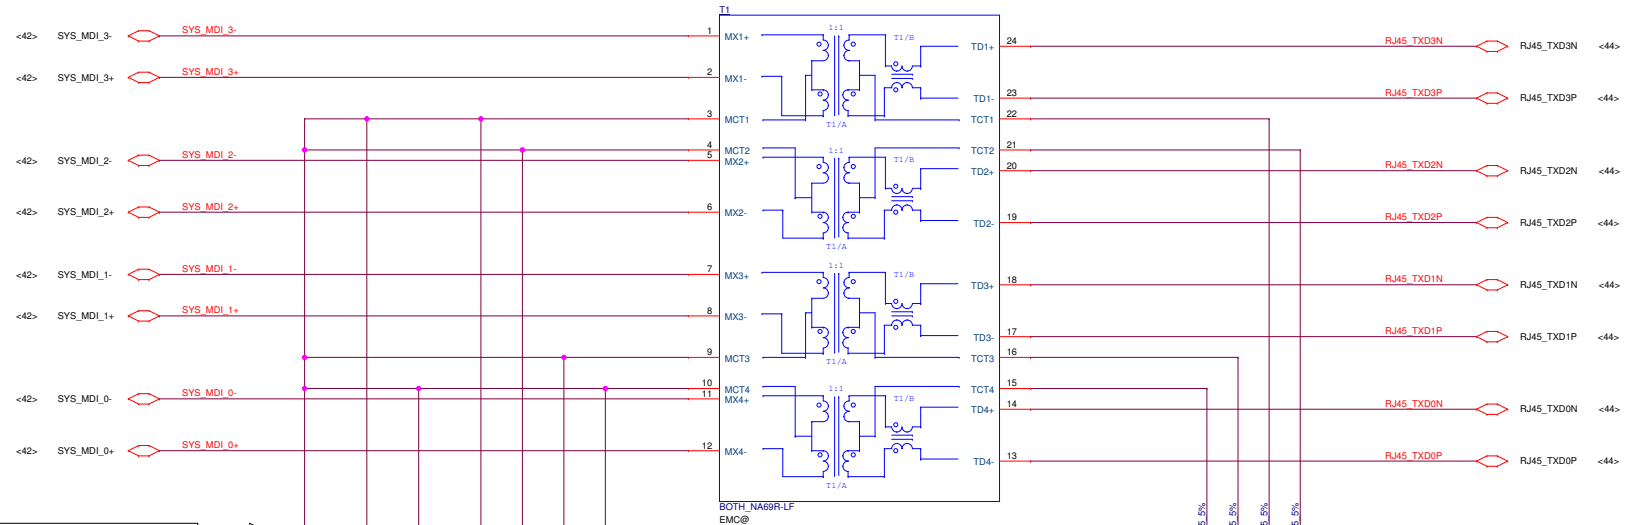 T1
<42> SYS_MDI_3- SYS_MDI_3- 1 MX1+ 1:1 T1/B TD1+ 24 RJ45_TXD3N RJ45_TXD3N <44>
<42> SYS_MDI_3+ SYS_MDI_3+ 2 MX1- TD1- 23 RJ45_TXD3P RJ45_TXD3P <44>
3 MCT1 T1/A TCT1 22
4 MCT2 1:1 T1/B TCT2 21
<42> SYS_MDI_2- SYS_MDI_2- 5 MX2+ TD2+ 20 RJ45_TXD2N RJ45_TXD2N <44>
<42> SYS_MDI_2+ SYS_MDI_2+ 6 MX2- TD2- 19 RJ45_TXD2P RJ45_TXD2P <44>
T1/A
<42> SYS_MDI_1- SYS_MDI_1- 7 MX3+ 1:1 T1/B TD3+ 18 RJ45_TXD1N RJ45_TXD1N <44>
<42> SYS_MDI_1+ SYS_MDI_1+ 8 MX3- TD3- 17 RJ45_TXD1P RJ45_TXD1P <44>
9 MCT3 T1/A TCT3 16
10 MCT4 1:1 T1/B TCT4 15
<42> SYS_MDI_0- SYS_MDI_0- 11 MX4+ TD4+ 14 RJ45_TXD0N RJ45_TXD0N <44>
<42> SYS_MDI_0+ SYS_MDI_0+ 12 MX4- TD4- 13 RJ45_TXD0P RJ45_TXD0P <44>
T1/A
BOTH_NA69R-LF
EMC@
5%
5%
5%
5%